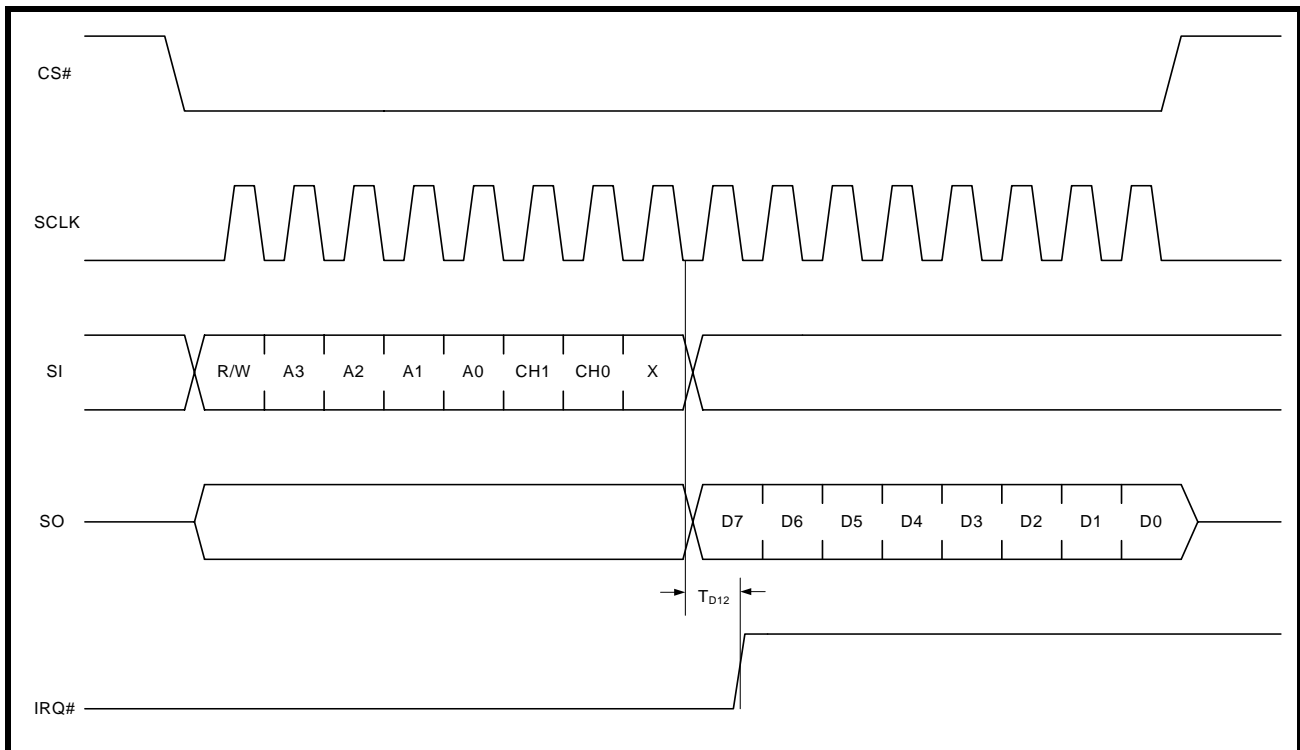 CS#
SCLK
SI
R/W A3 A2 A1 A0 CH1 CH0 X
SO
D7 D6 D5 D4 D3 D2 D1 D0
TD12
IRQ#